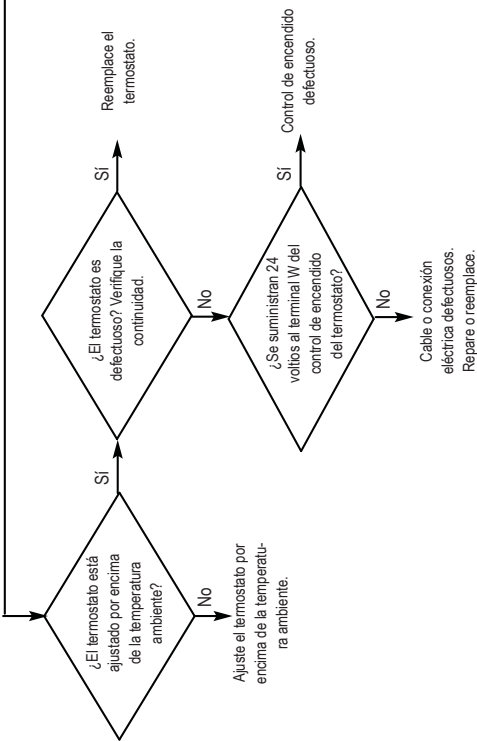 ¿El termostato está
ajustado por encima
de la temperatura
ambiente?
Sí
No
Ajuste el termostato por
encima de la temperatu-
ra ambiente.
¿El termostato es
defectuoso? Verifique la
continuidad.
Sí
Reemplace el
termostato.
No
¿Se suministran 24
voltios al terminal W del
control de encendido
del termostato?
Sí
Control de encendido
defectuoso.
No
Cable o conexión
eléctrica defectuosos.
Repare o reemplace.